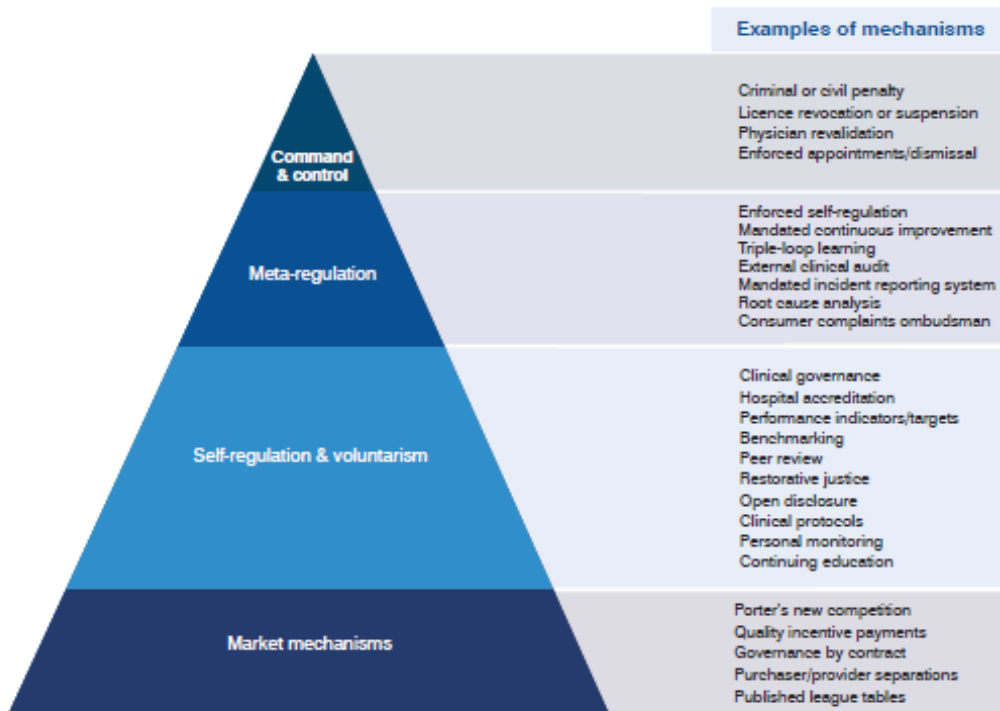 Examples of mechanisms
Command
& control
Criminal or civil penalty
Licence revocation or suspension
Physician revalidation
Enforced appointments/dismissal
Meta-regulation
Enforced self-regulation
Mandated continuous improvement
Triple-loop learning
External clinical audit
Mandated incident reporting system
Root cause analysis
Consumer complaints ombudsman
Self-regulation & voluntarism
Clinical governance
Hospital accreditation
Performance indicators/targets
Benchmarking
Peer review
Restorative justice
Open disclosure
Clinical protocols
Personal monitoring
Continuing education
Market mechanisms
Porter's new competition
Quality incentive payments
Governance by contract
Purchaser/provider separations
Published league tables